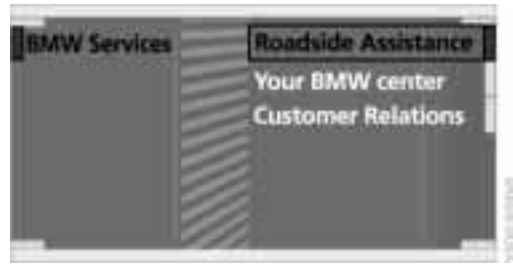 BMW Services
Roadside Assistance
Your BMW center
Customer Relations